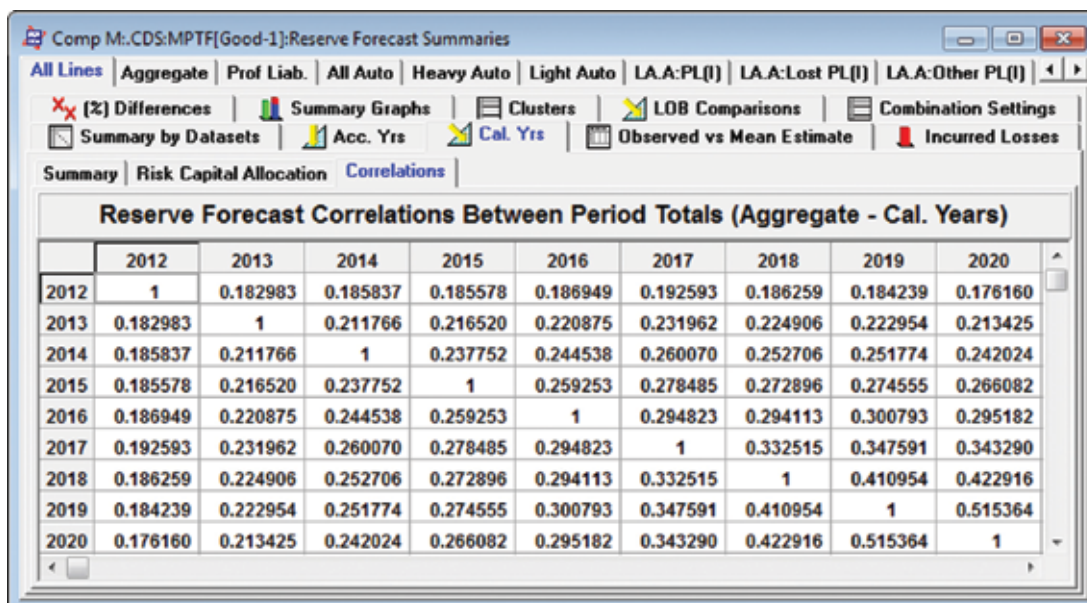 Comp M:.CDS:MPTF[Good-1]:Reserve Forecast Summaries
All Lines | Aggregate | Prof Liab. | All Auto | Heavy Auto | Light Auto | LA.A:PL(I) | LA.A:Lost PL(I) | LA.A:Other PL(I)
(%) Differences | Summary Graphs | Clusters | LOB Comparisons | Combination Settings
Summary by Datasets | Acc. Yrs | Cal. Yrs | Observed vs Mean Estimate | Incurred Losses
Summary | Risk Capital Allocation | Correlations
Reserve Forecast Correlations Between Period Totals (Aggregate - Cal. Years)
2012 2013 2014 2015 2016 2017 2018 2019 2020
2012 1 0.182983 0.185837 0.185578 0.186949 0.192593 0.186259 0.184239 0.176160
2013 0.182983 1 0.211766 0.216520 0.220875 0.231962 0.224906 0.222954 0.213425
2014 0.185837 0.211766 1 0.237752 0.244538 0.260070 0.252706 0.251774 0.242024
2015 0.185578 0.216520 0.237752 1 0.259253 0.278485 0.272896 0.274555 0.266082
2016 0.186949 0.220875 0.244538 0.259253 1 0.294823 0.294113 0.300793 0.295182
2017 0.192593 0.231962 0.260070 0.278485 0.294823 1 0.332515 0.347591 0.343290
2018 0.186259 0.224906 0.252706 0.272896 0.294113 0.332515 1 0.410954 0.422916
2019 0.184239 0.222954 0.251774 0.274555 0.300793 0.347591 0.410954 1 0.515364
2020 0.176160 0.213425 0.242024 0.266082 0.295182 0.343290 0.422916 0.515364 1